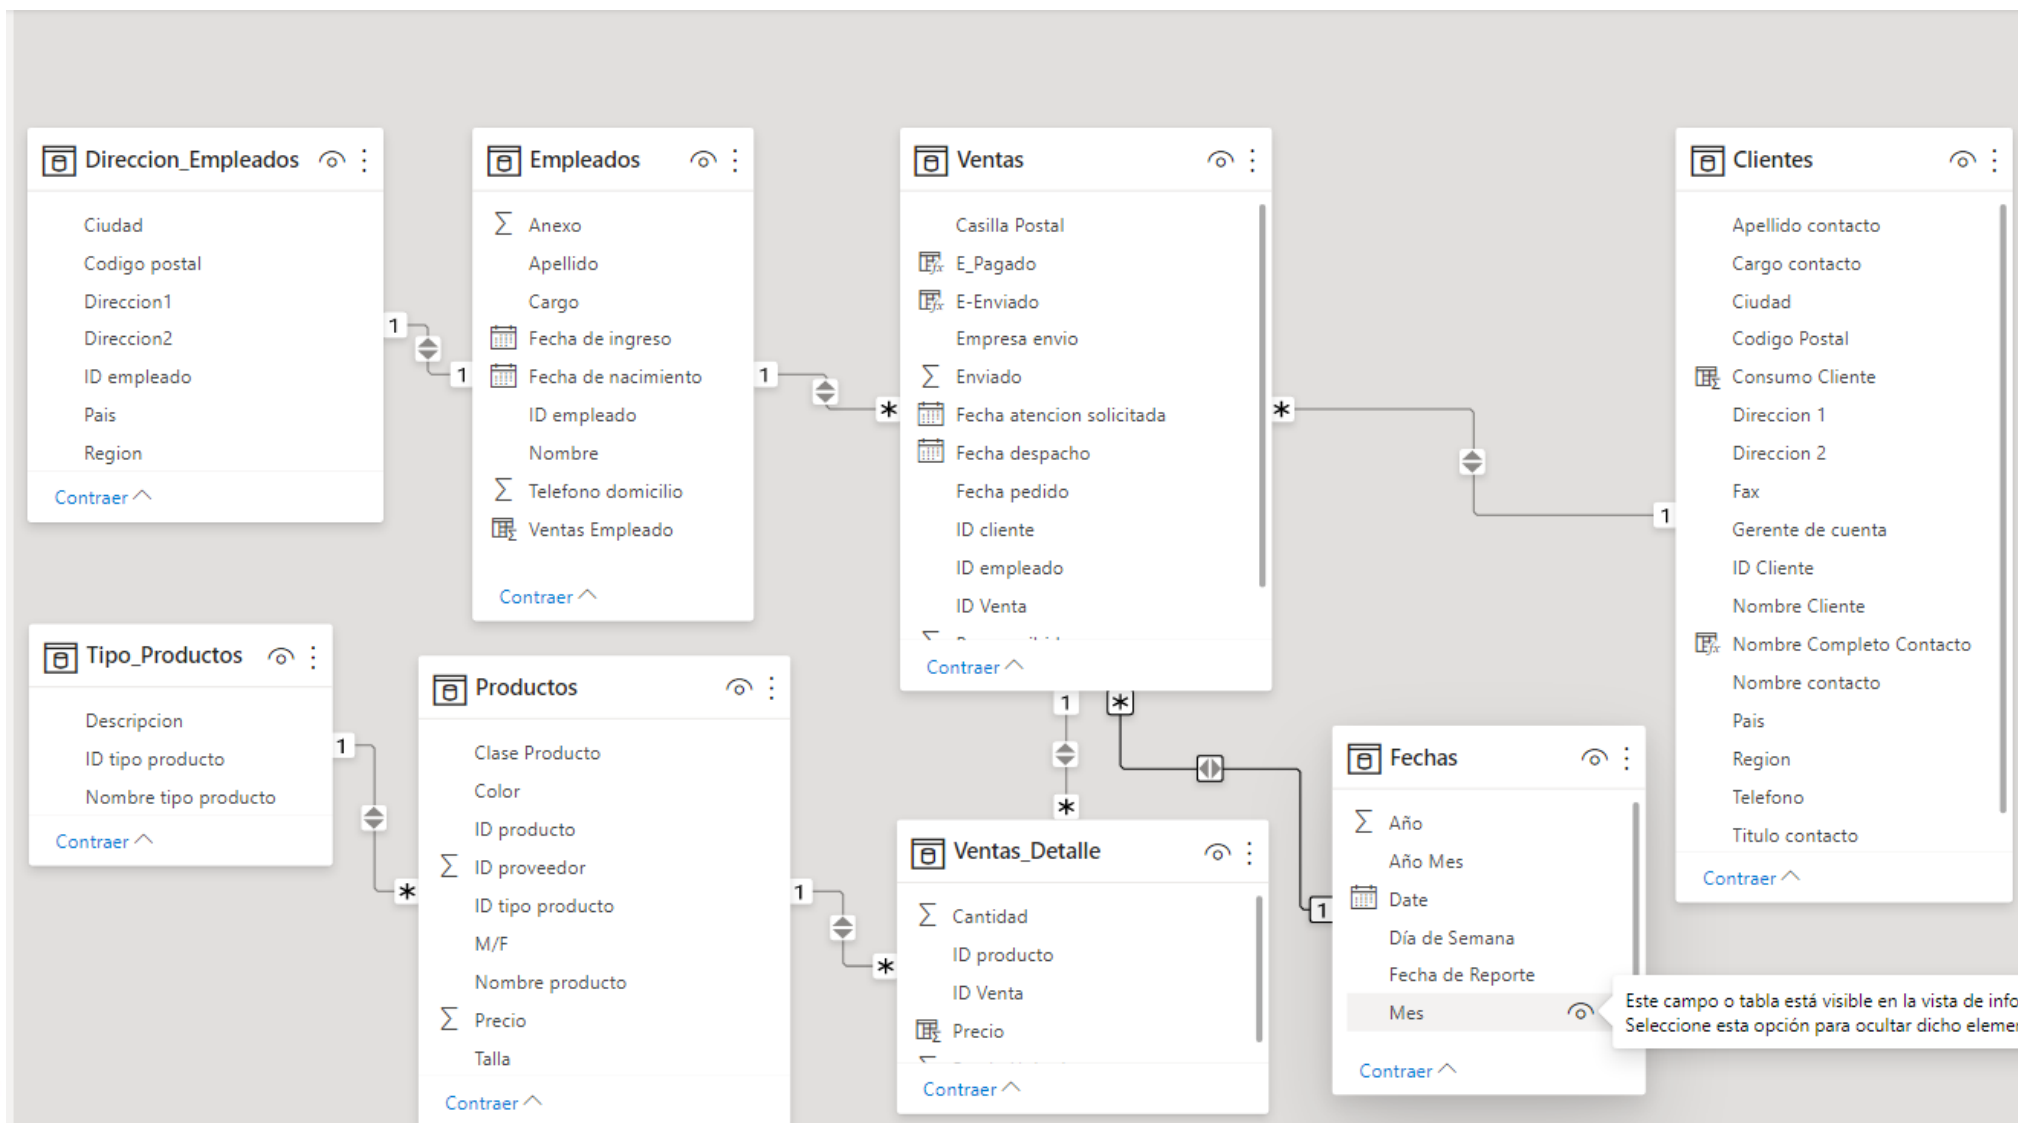 Direccion_Empleados
Ciudad
Codigo postal
Direccion1
Direccion2
ID empleado
Pais
Region
Contraer
1
1
Empleados
Anexo
Apellido
Cargo
Fecha de ingreso
Fecha de nacimiento
ID empleado
Nombre
Telefono domicilio
Ventas Empleado
Contraer
1
*
Ventas
Casilla Postal
E_Pagado
E-Enviado
Empresa envio
Enviado
Fecha atencion solicitada
Fecha despacho
Fecha pedido
ID cliente
ID empleado
ID Venta
Contraer
*
1
Clientes
Apellido contacto
Cargo contacto
Ciudad
Codigo Postal
Consumo Cliente
Direccion 1
Direccion 2
Fax
Gerente de cuenta
ID Cliente
Nombre Cliente
Nombre Completo Contacto
Nombre contacto
Pais
Region
Telefono
Titulo contacto
Contraer
Tipo_Productos
Descripcion
ID tipo producto
Nombre tipo producto
Contraer
1
*
Productos
Clase Producto
Color
ID producto
ID proveedor
ID tipo producto
M/F
Nombre producto
Precio
Talla
Contraer
1
*
1
*
*
1
Ventas_Detalle
Cantidad
ID producto
ID Venta
Precio
Contraer
Fechas
Año
Año Mes
Date
Día de Semana
Fecha de Reporte
Mes
Contraer
Este campo o tabla está visible en la vista de info
Seleccione esta opción para ocultar dicho eleme